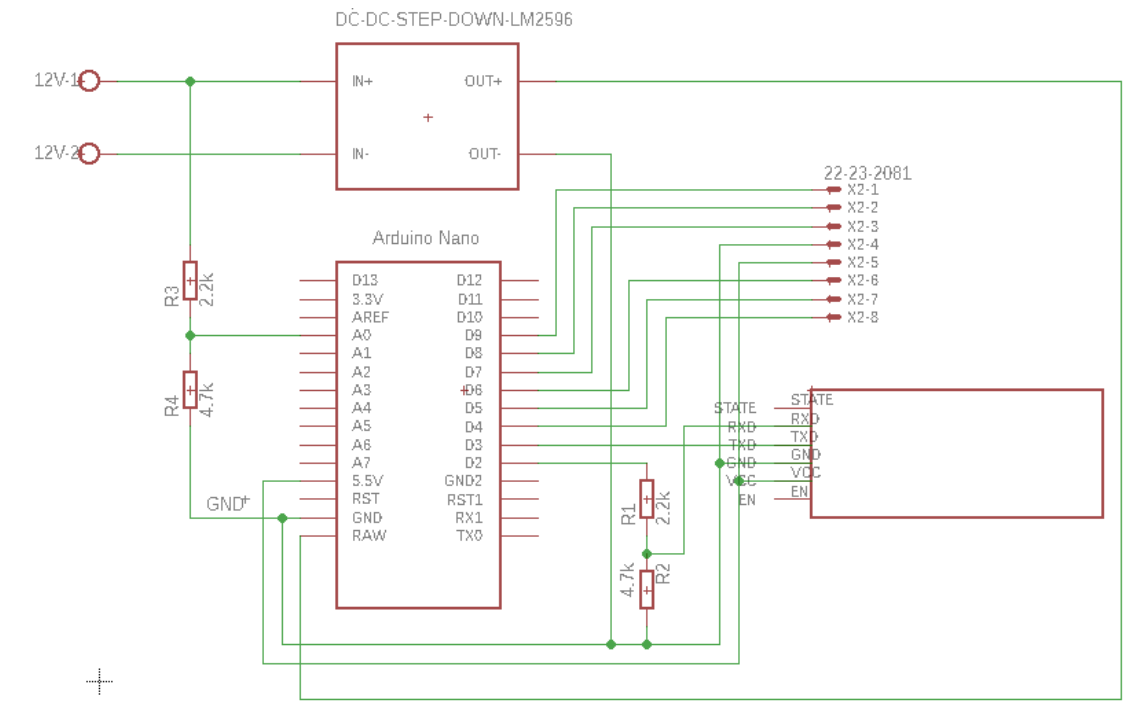 DC-DC-STEP-DOWN-LM2596
12V-1
IN+
OUT+
12V-2
IN-
OUT-
22-23-2081
X2-1
X2-2
X2-3
X2-4
X2-5
X2-6
X2-7
X2-8
Arduino Nano
D13
3.3V
AREF
A0
A1
A2
A3
A4
A5
A6
A7
5.5V
RST
GND
RAW
D12
D11
D10
D9
D8
D7
D6
D5
D4
D3
D2
GND2
RST1
RX1
TX0
R3
2.2k
R4
4.7k
GND
R1
2.2k
R2
4.7k
STATE
RXD
TXD
GND
VCC
EN
STATE
RXD
TXD
GND
VCC
EN